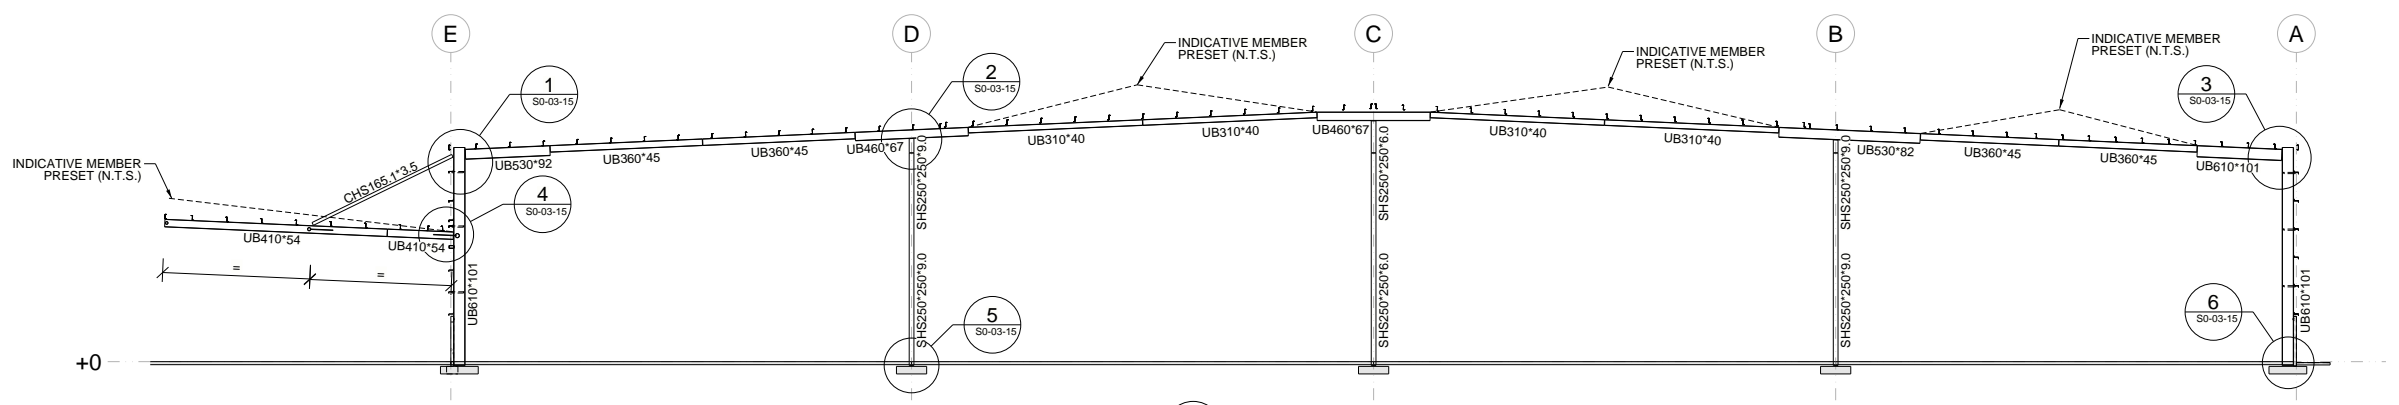 E
D
C
B
A
INDICATIVE MEMBER
PRESET (N.T.S.)
INDICATIVE MEMBER
PRESET (N.T.S.)
INDICATIVE MEMBER
PRESET (N.T.S.)
1
S0-03-15
2
S0-03-15
3
S0-03-15
INDICATIVE MEMBER
PRESET (N.T.S.)
CHS165.1*3.5
UB530*92
UB360*45
UB360*45
UB460*67
UB310*40
UB310*40
UB460*67
UB310*40
UB310*40
UB530*82
UB360*45
UB360*45
UB610*101
4
S0-03-15
UB410*54
UB410*54
=
=
UB610*101
SHS250*250*9.0
SHS250*250*9.0
SHS250*250*6.0
SHS250*250*6.0
SHS250*250*9.0
SHS250*250*9.0
UB610*101
5
S0-03-15
6
S0-03-15
+0